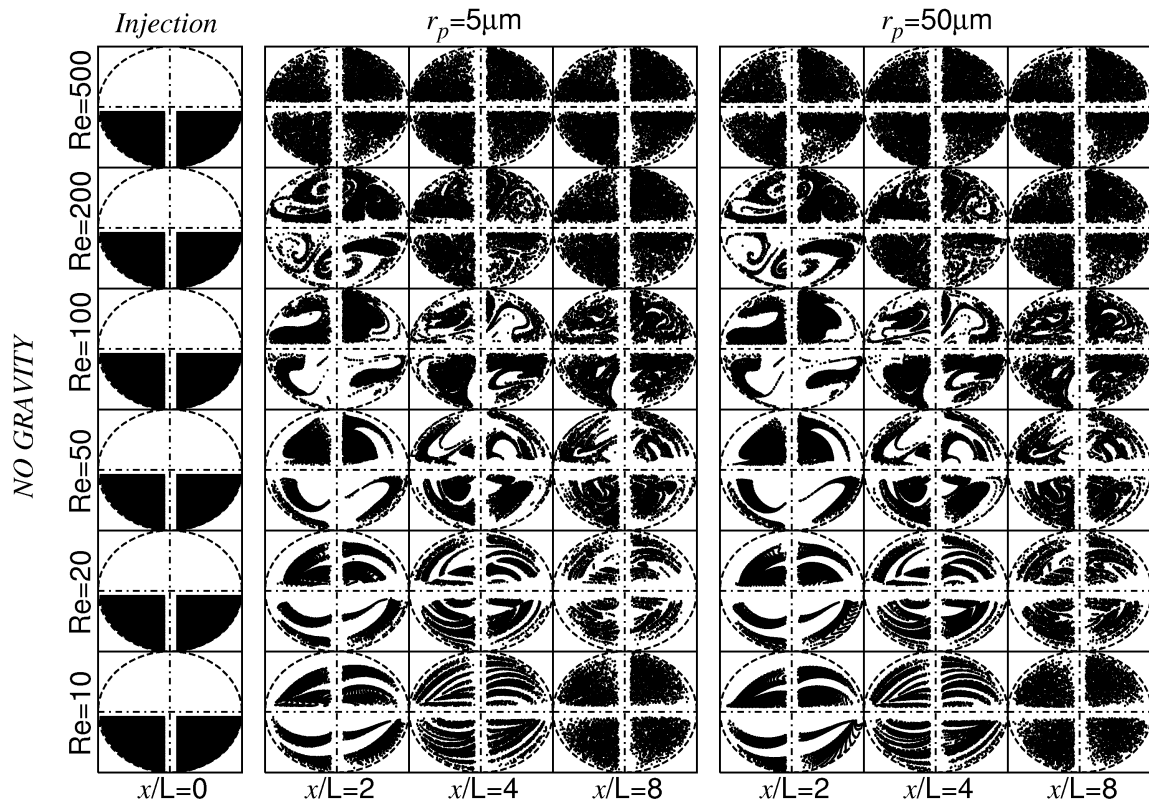 Injection
r_p=5μm
r_p=50μm
NO GRAVITY
Re=500
Re=200
Re=100
Re=50
Re=20
Re=10
x/L=0
x/L=2
x/L=4
x/L=8
x/L=2
x/L=4
x/L=8